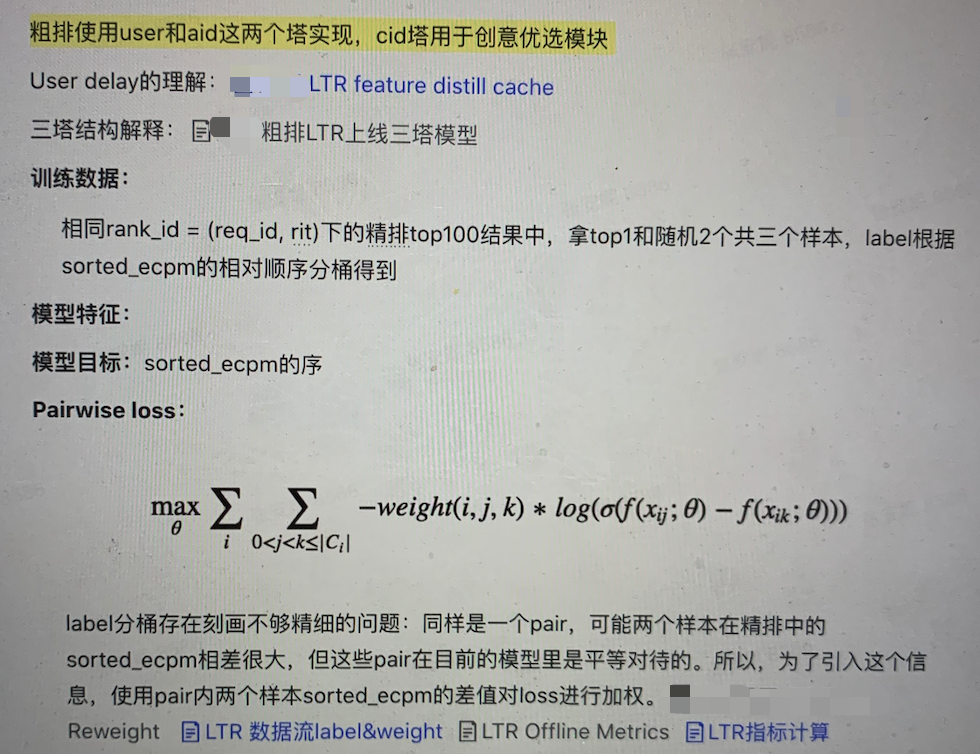 粗排使用user和aid这两个塔实现，cid塔用于创意优选模块
User delay的理解： LTR feature distill cache
三塔结构解释： 粗排LTR上线三塔模型
训练数据：
相同rank_id = (req_id, rit)下的精排top100结果中，拿top1和随机2个共三个样本，label根据
sorted_ecpm的相对顺序分桶得到
模型特征：
模型目标：sorted_ecpm的序
Pairwise loss：
max_θ ∑_i ∑_{0<j<k≤|C_i|} −weight(i, j, k) ∗ log(σ(f(x_{ij}; θ) − f(x_{ik}; θ)))
label分桶存在刻画不够精细的问题：同样是一个pair，可能两个样本在精排中的
sorted_ecpm相差很大，但这些pair在目前的模型里是平等对待的。所以，为了引入这个信
息，使用pair内两个样本sorted_ecpm的差值对loss进行加权。
Reweight LTR 数据流label&weight LTR Offline Metrics LTR指标计算